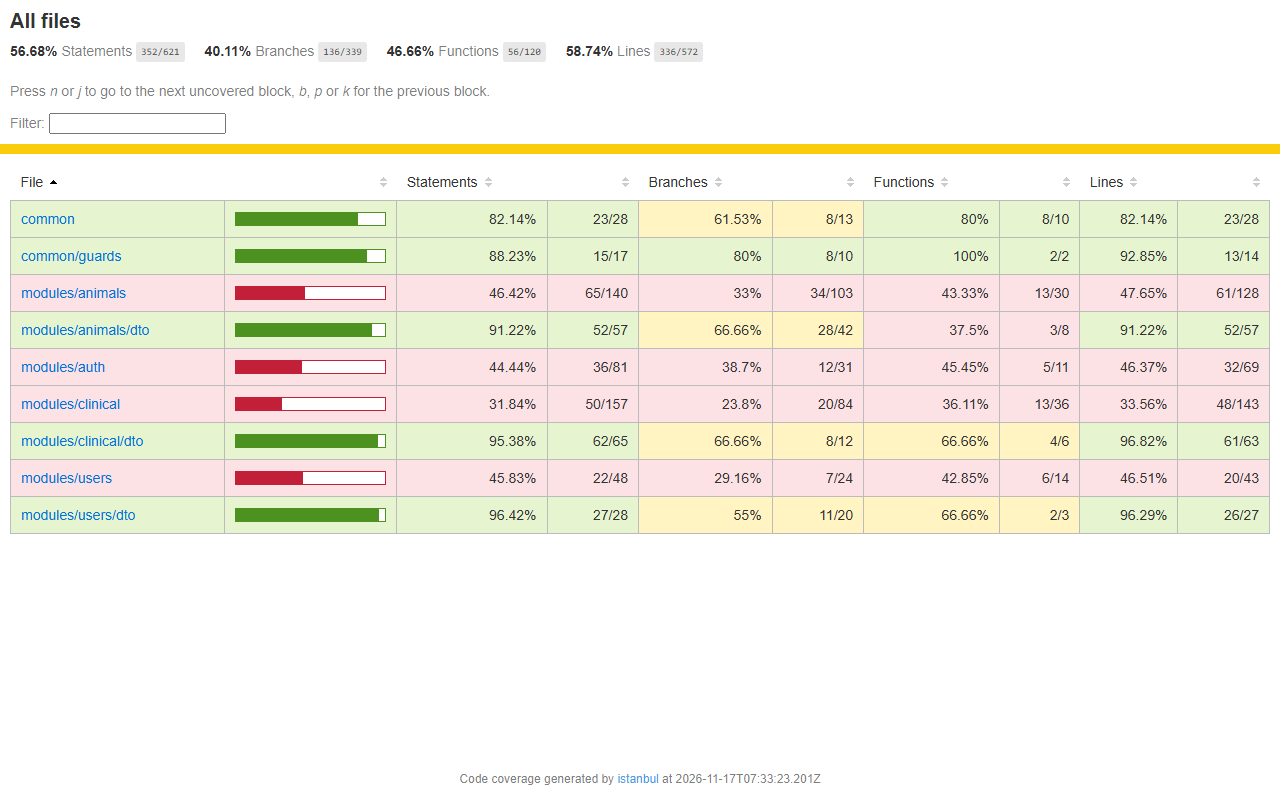 All files
56.68% Statements 352/621 40.11% Branches 136/339 46.66% Functions 56/120 58.74% Lines 336/572
Press n or j to go to the next uncovered block, b, p or k for the previous block.
Filter:
File Statements Branches Functions Lines
common 82.14% 23/28 61.53% 8/13 80% 8/10 82.14% 23/28
common/guards 88.23% 15/17 80% 8/10 100% 2/2 92.85% 13/14
modules/animals 46.42% 65/140 33% 34/103 43.33% 13/30 47.65% 61/128
modules/animals/dto 91.22% 52/57 66.66% 28/42 37.5% 3/8 91.22% 52/57
modules/auth 44.44% 36/81 38.7% 12/31 45.45% 5/11 46.37% 32/69
modules/clinical 31.84% 50/157 23.8% 20/84 36.11% 13/36 33.56% 48/143
modules/clinical/dto 95.38% 62/65 66.66% 8/12 66.66% 4/6 96.82% 61/63
modules/users 45.83% 22/48 29.16% 7/24 42.85% 6/14 46.51% 20/43
modules/users/dto 96.42% 27/28 55% 11/20 66.66% 2/3 96.29% 26/27
Code coverage generated by istanbul at 2026-11-17T07:33:23.201Z